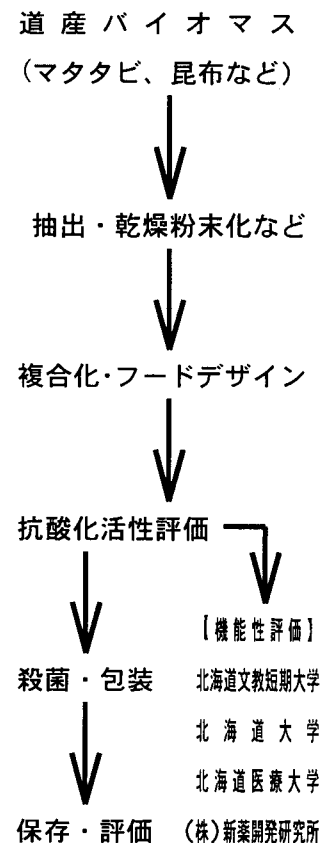 道産バイオマス
(マタタビ、昆布など)
抽出・乾燥粉末化など
複合化・フードデザイン
抗酸化活性評価
【機能性評価】
殺菌・包装
北海道文教短期大学
北海道大学
北海道医療大学
保存・評価
(株)新薬開発研究所